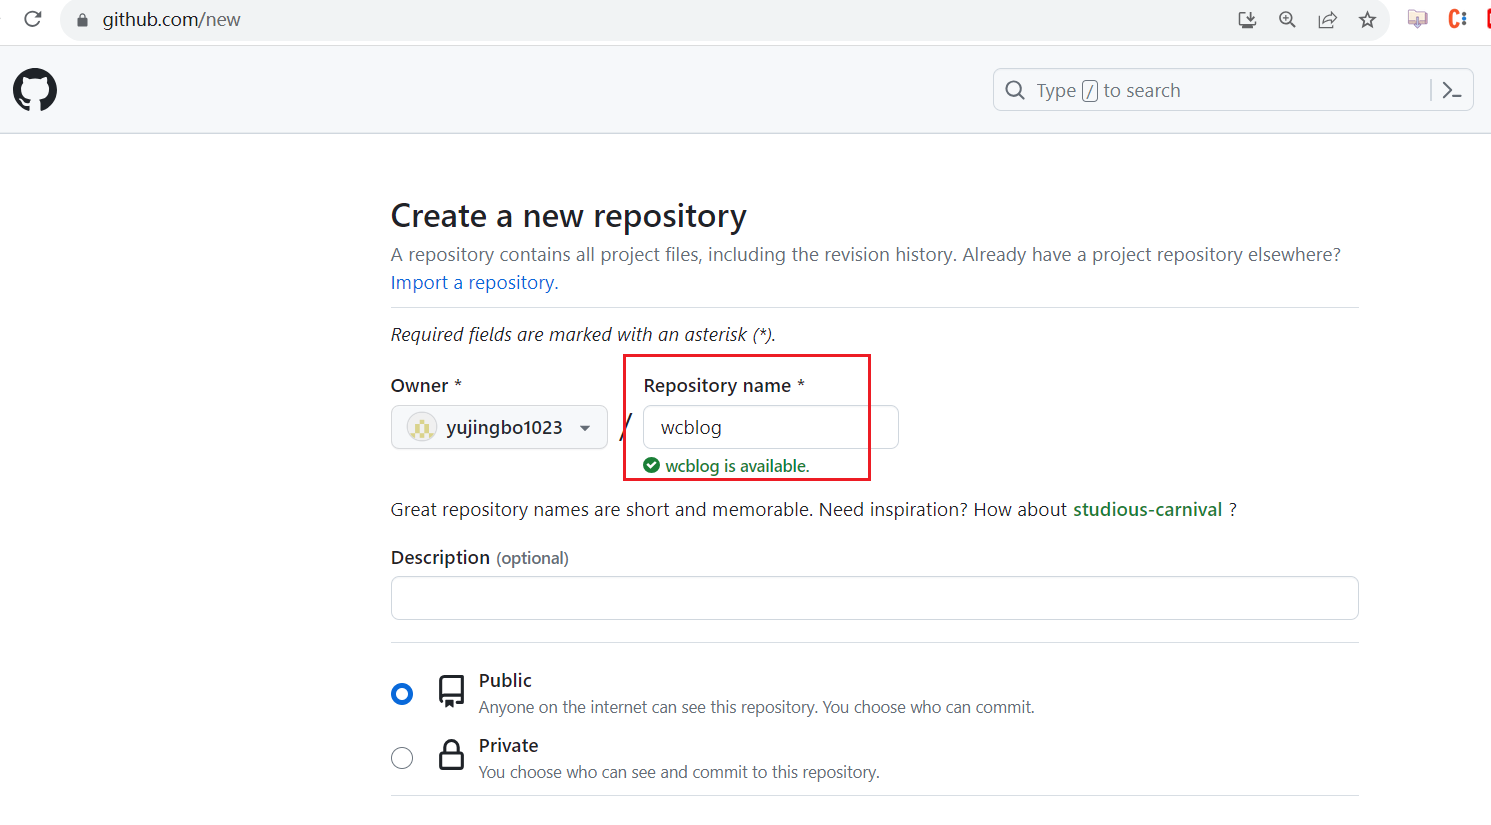 github.com/new
Type / to search
Create a new repository
A repository contains all project files, including the revision history. Already have a project repository elsewhere?
Import a repository.
Required fields are marked with an asterisk (*).
Owner *
Repository name *
yujingbo1023 / wcblog
wcblog is available.
Great repository names are short and memorable. Need inspiration? How about studious-carnival ?
Description (optional)
Public
Anyone on the internet can see this repository. You choose who can commit.
Private
You choose who can see and commit to this repository.